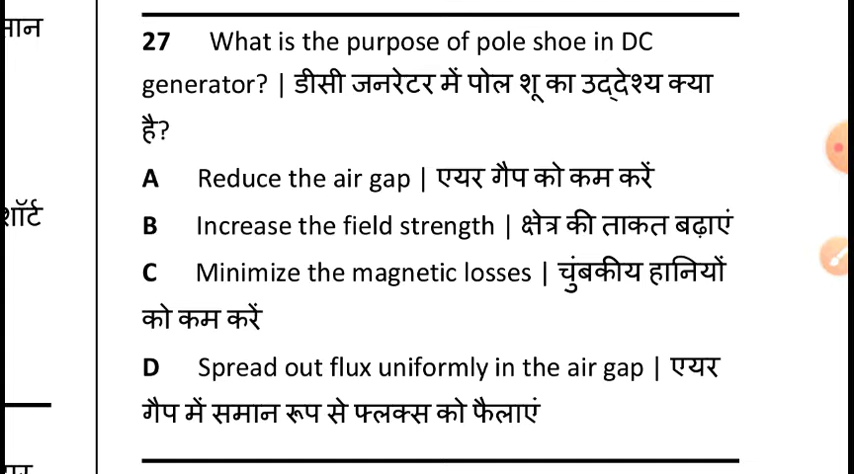 मान
27 What is the purpose of pole shoe in DC
generator? | डीसी जनरेटर में पोल शू का उद्देश्य क्या
है?
A Reduce the air gap | एयर गैप को कम करें
B Increase the field strength | क्षेत्र की ताकत बढ़ाएं
शॉर्ट
C Minimize the magnetic losses | चुंबकीय हानियों
को कम करें
D Spread out flux uniformly in the air gap | एयर
गैप में समान रूप से फ्लक्स को फैलाएं